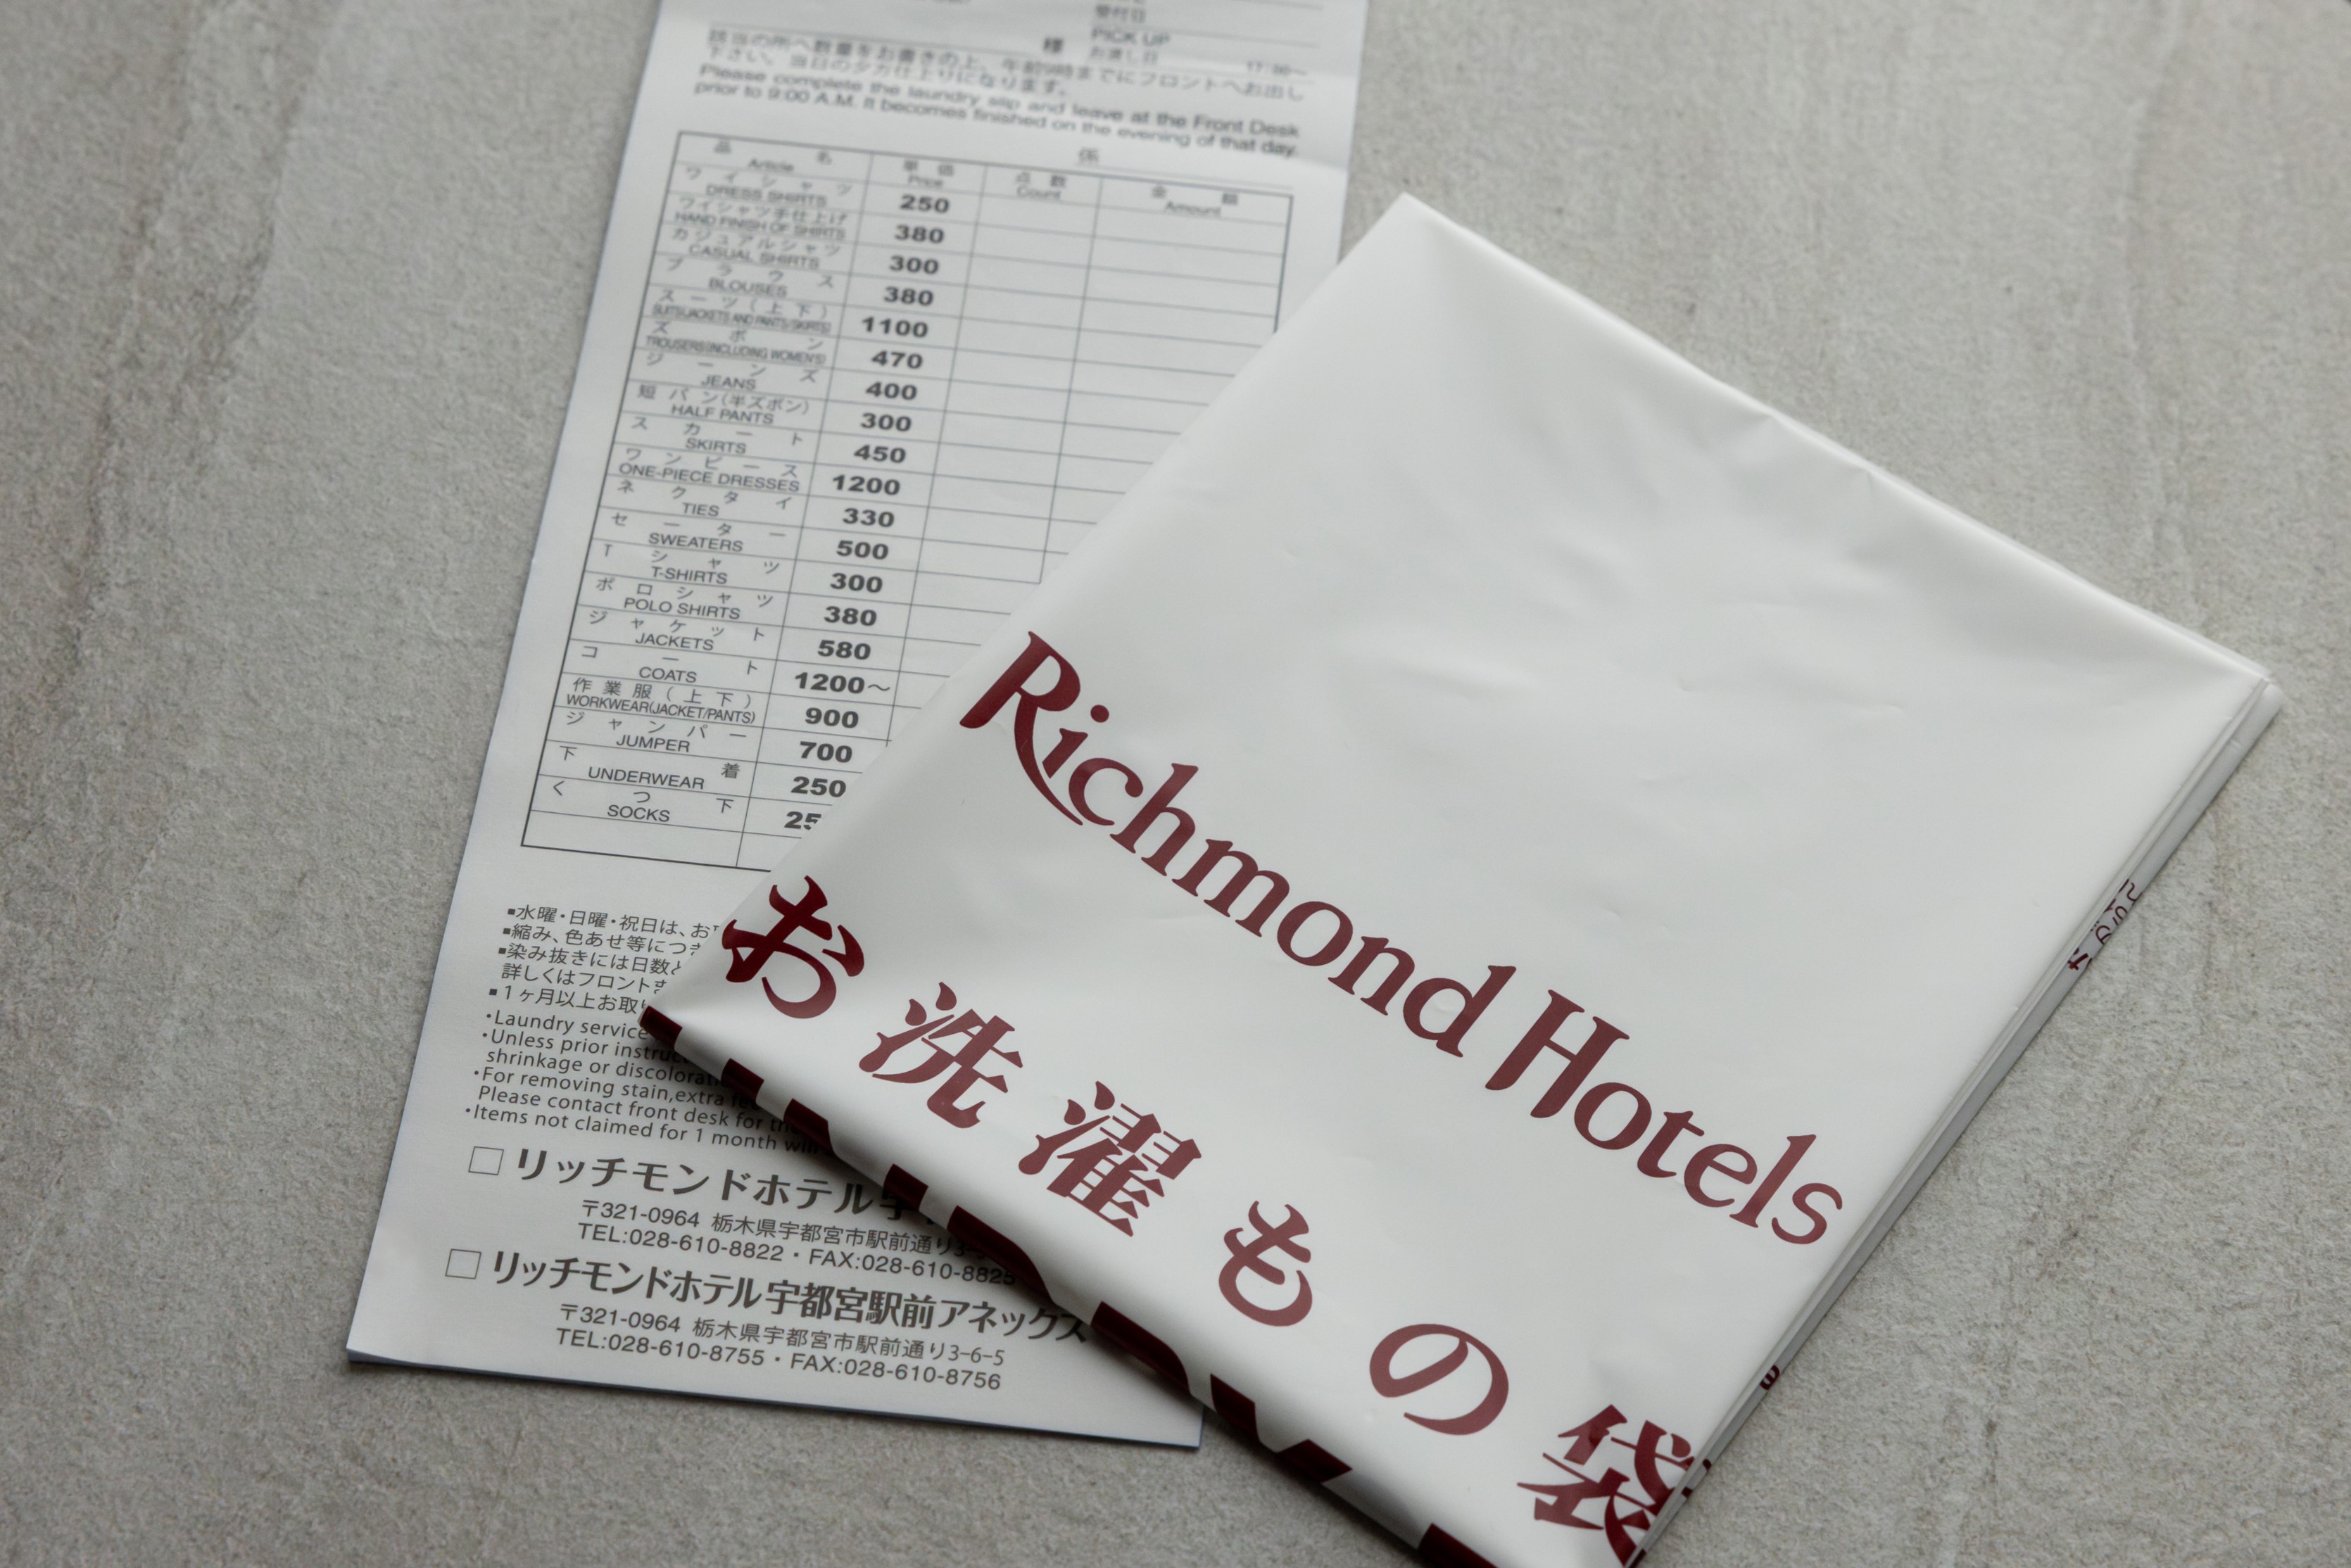 受付日
PICK UP
様 お渡し日 17:00～
該当の所へ数量をお書きの上、午前9時までにフロントへお出し
下さい。当日の夕方仕上りになります。
Please complete the laundry slip and leave at the Front Desk
prior to 9:00 A.M. It becomes finished on the evening of that day.
係
品名 単価 点数 金額
Article Price Count Amount
ワイシャツ
DRESS SHIRTS 250
ワイシャツ手仕上げ
HAND FINISH OF SHIRTS 380
カジュアルシャツ
CASUAL SHIRTS 300
ブラウス
BLOUSES 380
スーツ(上下)
SUITS(JACKETS AND PANTS/SKIRTS) 1100
ズボン
TROUSERS(INCLUDING WOMEN'S) 470
ジーンズ
JEANS 400
短パン(半ズボン)
HALF PANTS 300
スカート
SKIRTS 450
ワンピース
ONE-PIECE DRESSES 1200
ネクタイ
TIES 330
セーター
SWEATERS 500
Tシャツ
T-SHIRTS 300
ポロシャツ
POLO SHIRTS 380
ジャケット
JACKETS 580
コート
COATS 1200～
作業服(上下)
WORKWEAR(JACKET/PANTS) 900
ジャンパー
JUMPER 700
下着
UNDERWEAR 250
くつ下
SOCKS 25
■水曜・日曜・祝日は、お
■縮み、色あせ等につき
■染み抜きには日数と
詳しくはフロントま
■1ヶ月以上お取り
・Laundry service
・Unless prior
shrinkage or
・For removing stain,extra
Please contact front desk for
・Items not claimed for 1 month
□ リッチモンドホテル宇
〒321-0964 栃木県宇都宮市駅前通り3-
TEL:028-610-8822・FAX:028-610-8825
□ リッチモンドホテル宇都宮駅前アネックス
〒321-0964 栃木県宇都宮市駅前通り3-6-5
TEL:028-610-8755・FAX:028-610-8756
Richmond Hotels
お洗濯もの袋